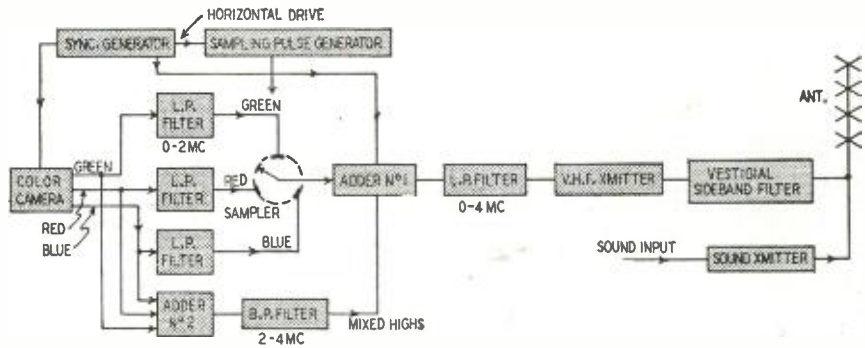 HORIZONTAL DRIVE
SYNC. GENERATOR
SAMPLING PULSE GENERATOR
L.P.
FILTER
0-2MC
GREEN
ANT.
GREEN
COLOR
CAMERA
RED
BLUE
L.P.
FILTER
RED
SAMPLER
ADDER Nº1
L.P. FILTER
0-4MC
V.H.F. XMITTER
VESTIGIAL
SIDEBAND FILTER
L.P.
FILTER
BLUE
SOUND INPUT
SOUND XMITTER
ADDER
Nº2
B.P. FILTER
2-4MC
MIXED HIGHS